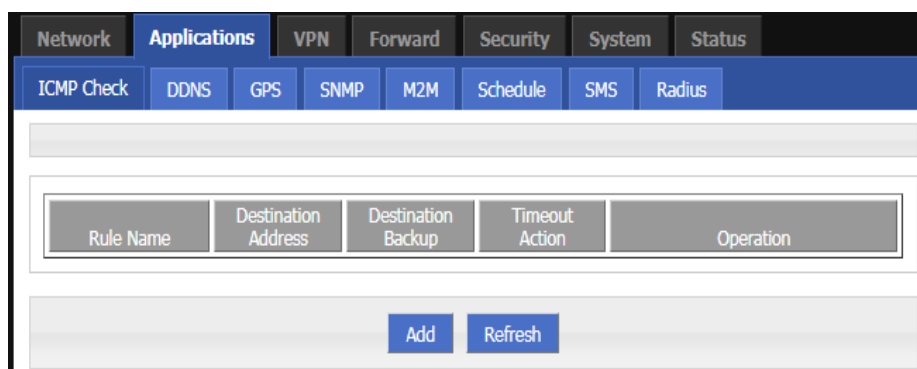 Network Applications VPN Forward Security System Status
ICMP Check DDNS GPS SNMP M2M Schedule SMS Radius
Rule Name
Destination
Address
Destination
Backup
Timeout
Action
Operation
Add Refresh